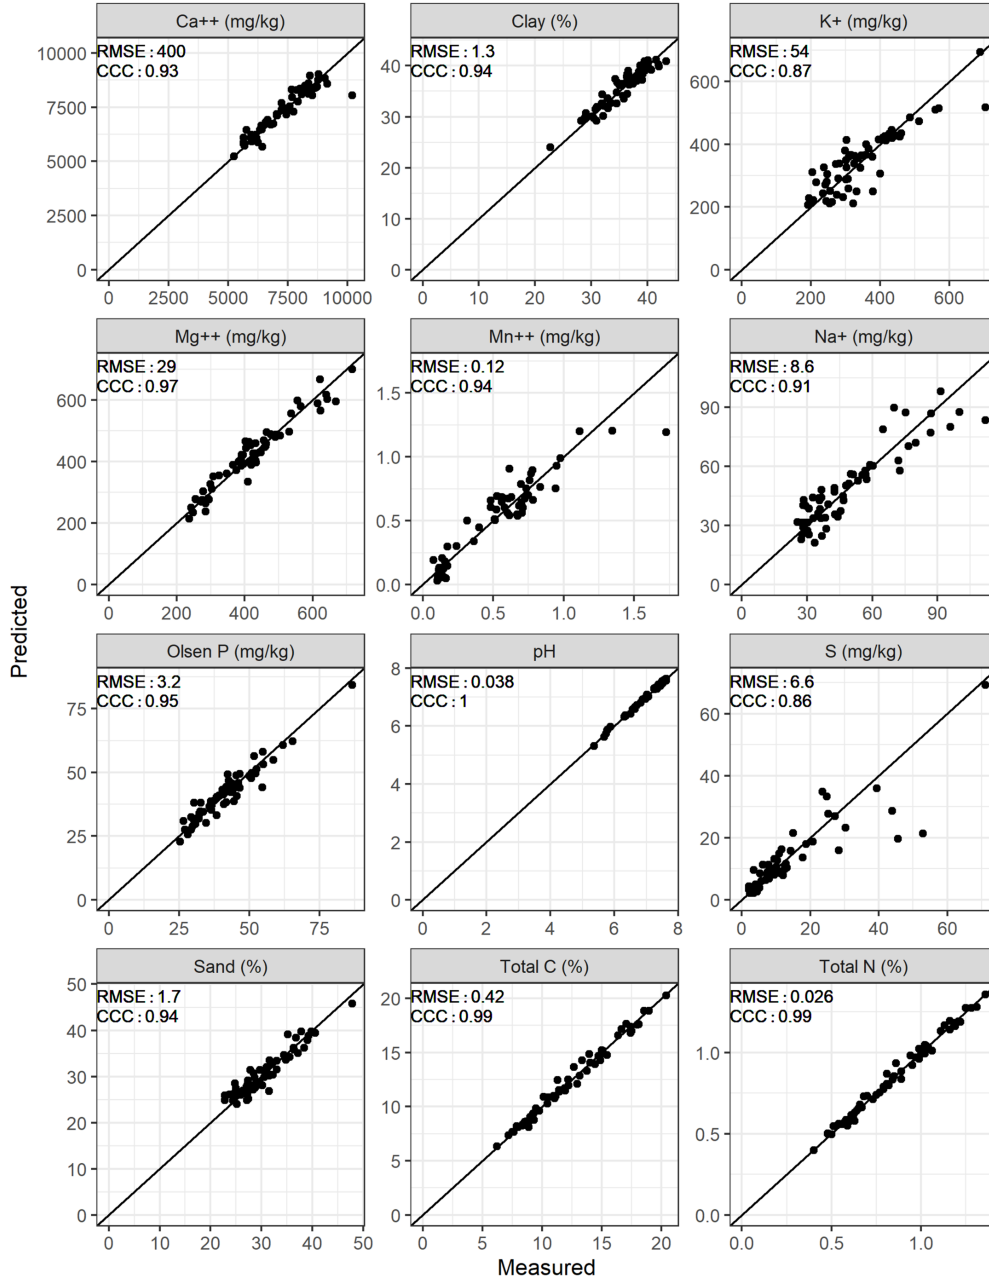 Ca++ (mg/kg)
RMSE : 400
CCC : 0.93
10000
7500
5000
2500
0
0 2500 5000 7500 10000
Clay (%)
RMSE : 1.3
CCC : 0.94
40
30
20
10
0
0 10 20 30 40
K+ (mg/kg)
RMSE : 54
CCC : 0.87
600
400
200
0
0 200 400 600
Mg++ (mg/kg)
RMSE : 29
CCC : 0.97
600
400
200
0
0 200 400 600
Mn++ (mg/kg)
RMSE : 0.12
CCC : 0.94
1.5
1.0
0.5
0.0
0.0 0.5 1.0 1.5
Na+ (mg/kg)
RMSE : 8.6
CCC : 0.91
90
60
30
0
0 30 60 90
Predicted
Olsen P (mg/kg)
RMSE : 3.2
CCC : 0.95
75
50
25
0
0 25 50 75
pH
RMSE : 0.038
CCC : 1
8
6
4
2
0
0 2 4 6 8
S (mg/kg)
RMSE : 6.6
CCC : 0.86
60
40
20
0
0 20 40 60
Sand (%)
RMSE : 1.7
CCC : 0.94
50
40
30
20
10
0
0 10 20 30 40 50
Total C (%)
RMSE : 0.42
CCC : 0.99
20
15
10
5
0
0 5 10 15 20
Total N (%)
RMSE : 0.026
CCC : 0.99
1.0
0.5
0.0
0.0 0.5 1.0
Measured